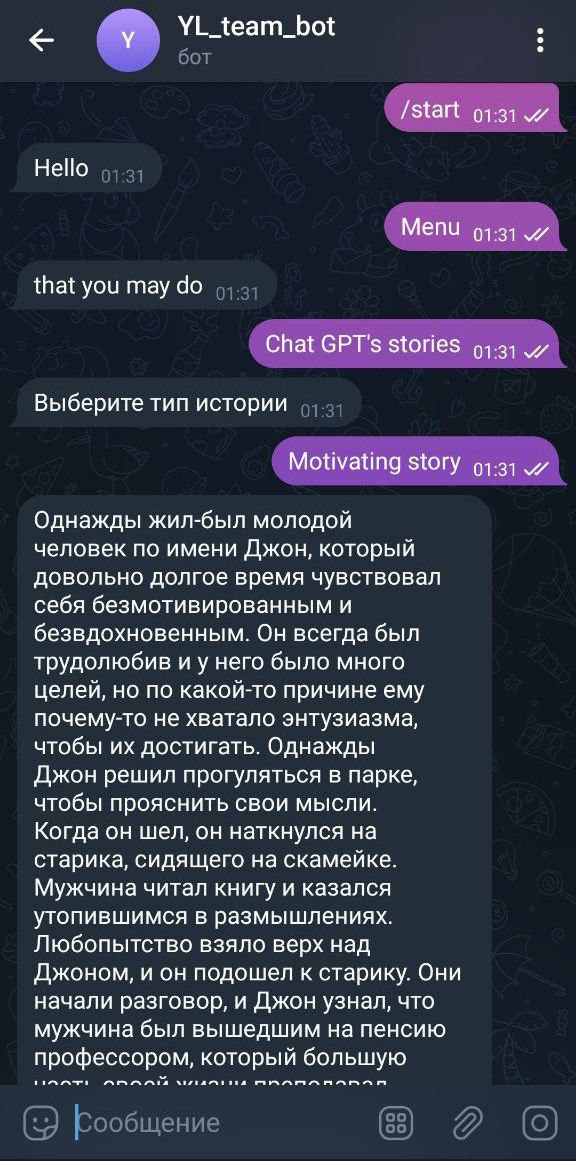 Y
YL_team_bot
бот
/start 01:31
Hello 01:31
Menu 01:31
that you may do 01:31
Chat GPT's stories 01:31
Выберите тип истории 01:31
Motivating story 01:31
Однажды жил-был молодой
человек по имени Джон, который
довольно долгое время чувствовал
себя безмотивированным и
безвдохновенным. Он всегда был
трудолюбив и у него было много
целей, но по какой-то причине ему
почему-то не хватало энтузиазма,
чтобы их достигать. Однажды
Джон решил прогуляться в парке,
чтобы прояснить свои мысли.
Когда он шел, он наткнулся на
старика, сидящего на скамейке.
Мужчина читал книгу и казался
утопившимся в размышлениях.
Любопытство взяло верх над
Джоном, и он подошел к старику. Они
начали разговор, и Джон узнал, что
мужчина был вышедшим на пенсию
профессором, который большую
часть своей жизни преподавал
Сообщение